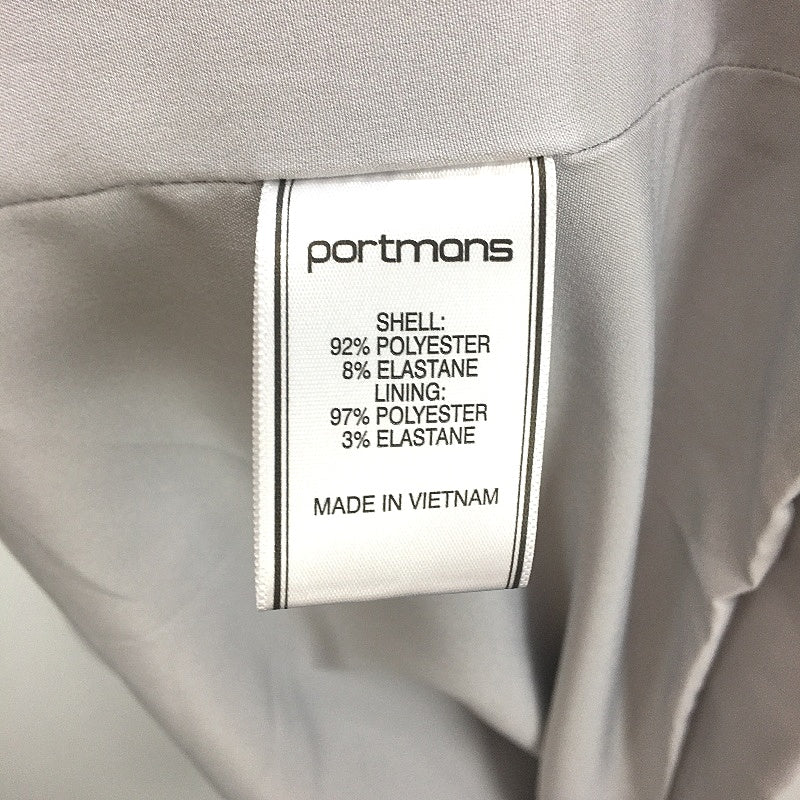 portmans
SHELL:
92% POLYESTER
8% ELASTANE
LINING:
97% POLYESTER
3% ELASTANE
MADE IN VIETNAM